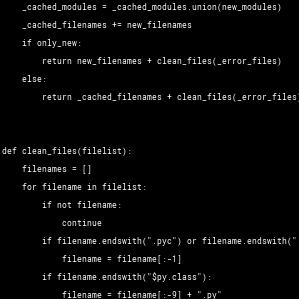 _cached_modules = _cached_modules.union(new_modules)
_cached_filenames += new_filenames
if only_new:
return new_filenames + clean_files(_error_files)
else:
return _cached_filenames + clean_files(_error_files)
def clean_files(filelist):
filenames = []
for filename in filelist:
if not filename:
continue
if filename.endswith(".pyc") or filename.endswith("
filename = filename[:-1]
if filename.endswith("$py.class"):
filename = filename[:-9] + ".py"